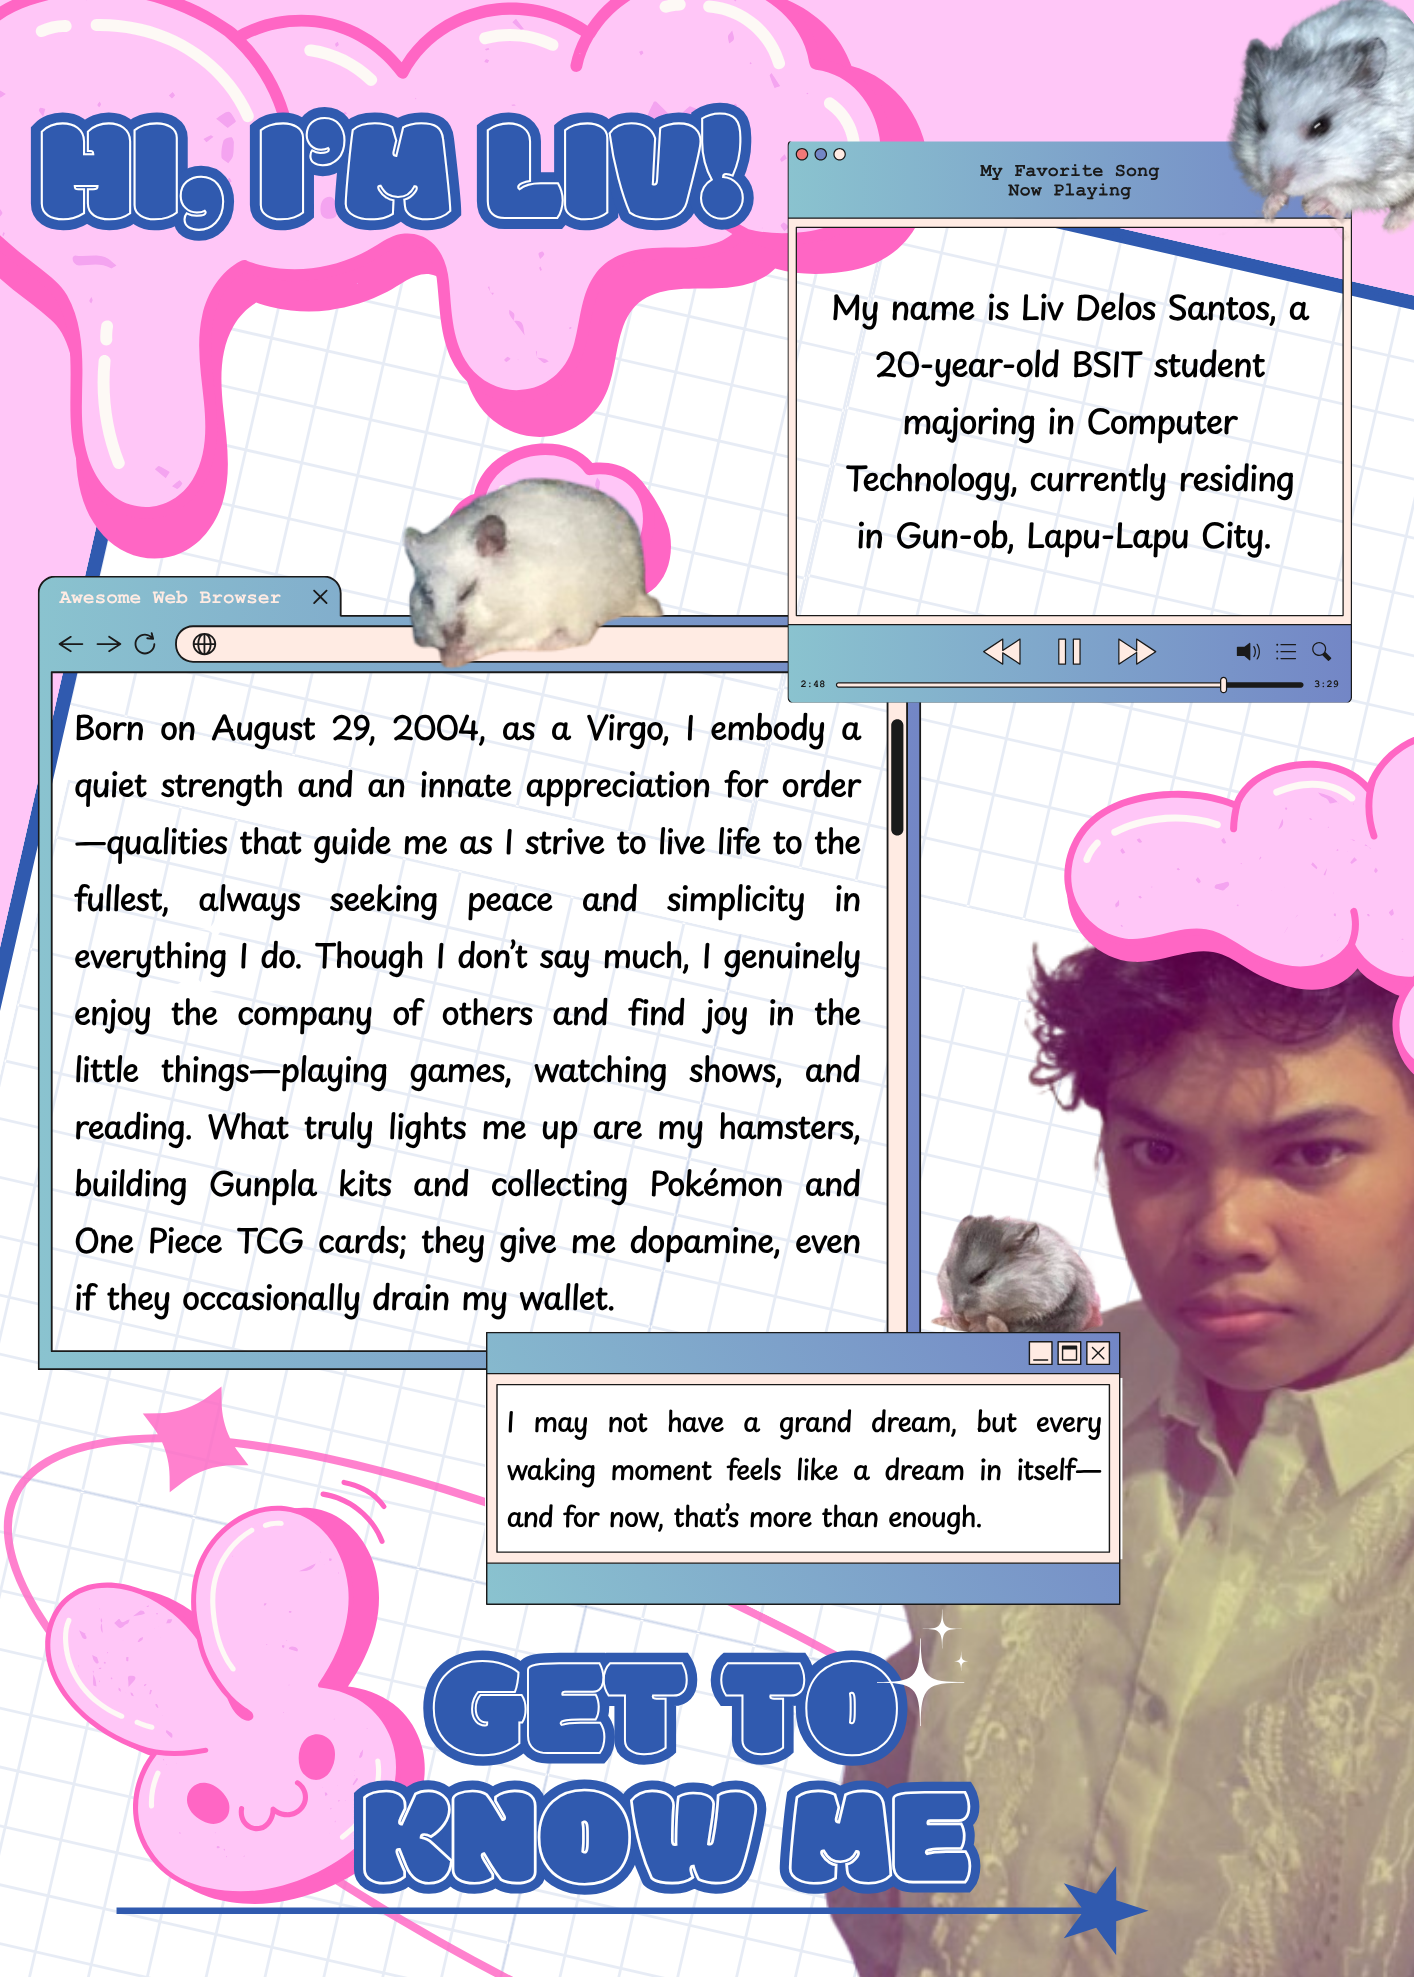 HI, I'M LIV!
My Favorite Song
Now Playing
My name is Liv Delos Santos, a
20-year-old BSIT student
majoring in Computer
Technology, currently residing
in Gun-ob, Lapu-Lapu City.
2:48
3:29
Awesome Web Browser
Born on August 29, 2004, as a Virgo, I embody a
quiet strength and an innate appreciation for order
—qualities that guide me as I strive to live life to the
fullest, always seeking peace and simplicity in
everything I do. Though I don't say much, I genuinely
enjoy the company of others and find joy in the
little things—playing games, watching shows, and
reading. What truly lights me up are my hamsters,
building Gunpla kits and collecting Pokémon and
One Piece TCG cards; they give me dopamine, even
if they occasionally drain my wallet.
I may not have a grand dream, but every
waking moment feels like a dream in itself—
and for now, that's more than enough.
GET TO
KNOW ME